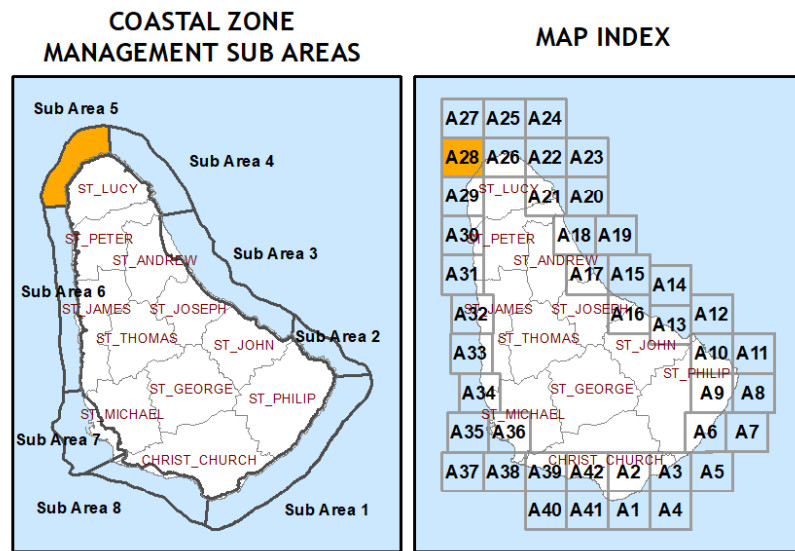 COASTAL ZONE
MANAGEMENT SUB AREAS
Sub Area 5
Sub Area 4
ST_LUCY
Sub Area 3
ST_PETER
ST_ANDREW
Sub Area 6
ST_JAMES
ST_JOSEPH
Sub Area 2
ST_THOMAS
ST_JOHN
ST_GEORGE
ST_PHILIP
ST_MICHAEL
Sub Area 7
CHRIST_CHURCH
Sub Area 8
Sub Area 1
MAP INDEX
A27 A25 A24
A28 A26 A22 A23
ST_LUCY
A29 A21 A20
A30 A18 A19
ST_PETER
ST_ANDREW
A31 A17 A15
A14
A32 A16 A13 A12
ST_JAMES ST_JOSEPH
A33 A10 A11
ST_THOMAS ST_JOHN
ST_PHILIP
A34 A9 A8
ST_GEORGE
ST_MICHAEL
A35 A36 A6 A7
CHRIST_CHURCH
A37 A38 A39 A42 A2 A3 A5
A40 A41 A1 A4